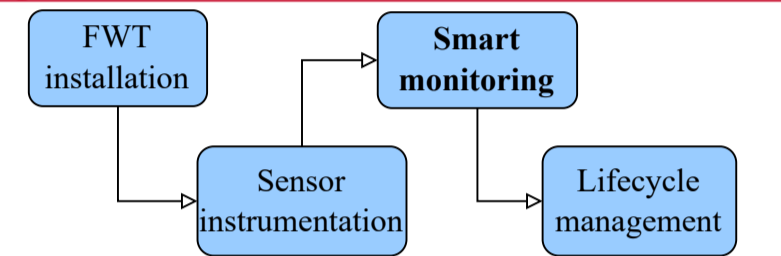 FWT
installation
Smart
monitoring
Sensor
instrumentation
Lifecycle
management